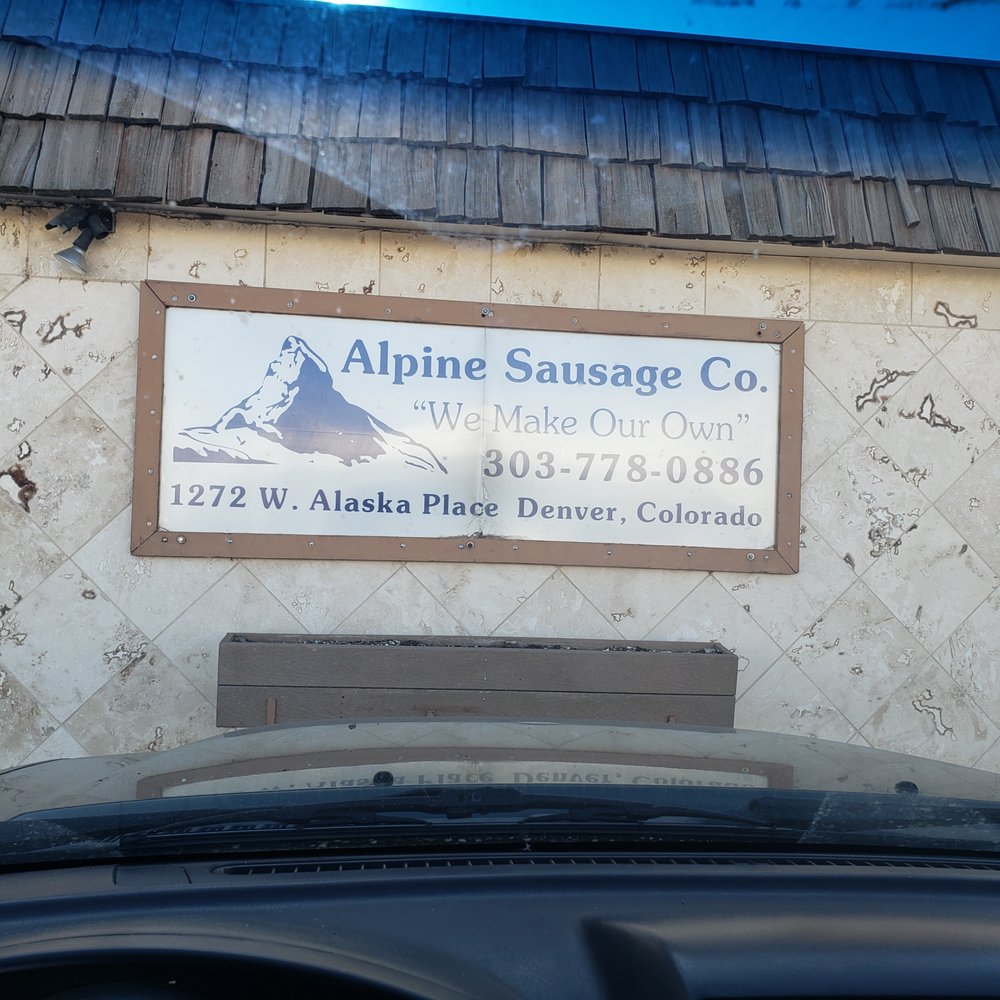 Alpine Sausage Co.
“We Make Our Own”
303-778-0886
1272 W. Alaska Place Denver, Colorado